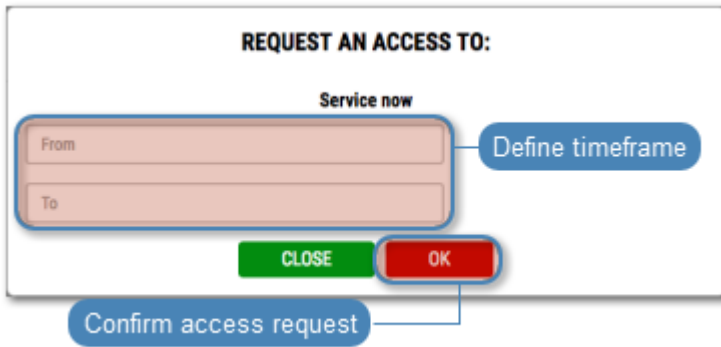 REQUEST AN ACCESS TO:
Service now
From
Define timeframe
To
CLOSE
OK
Confirm access request